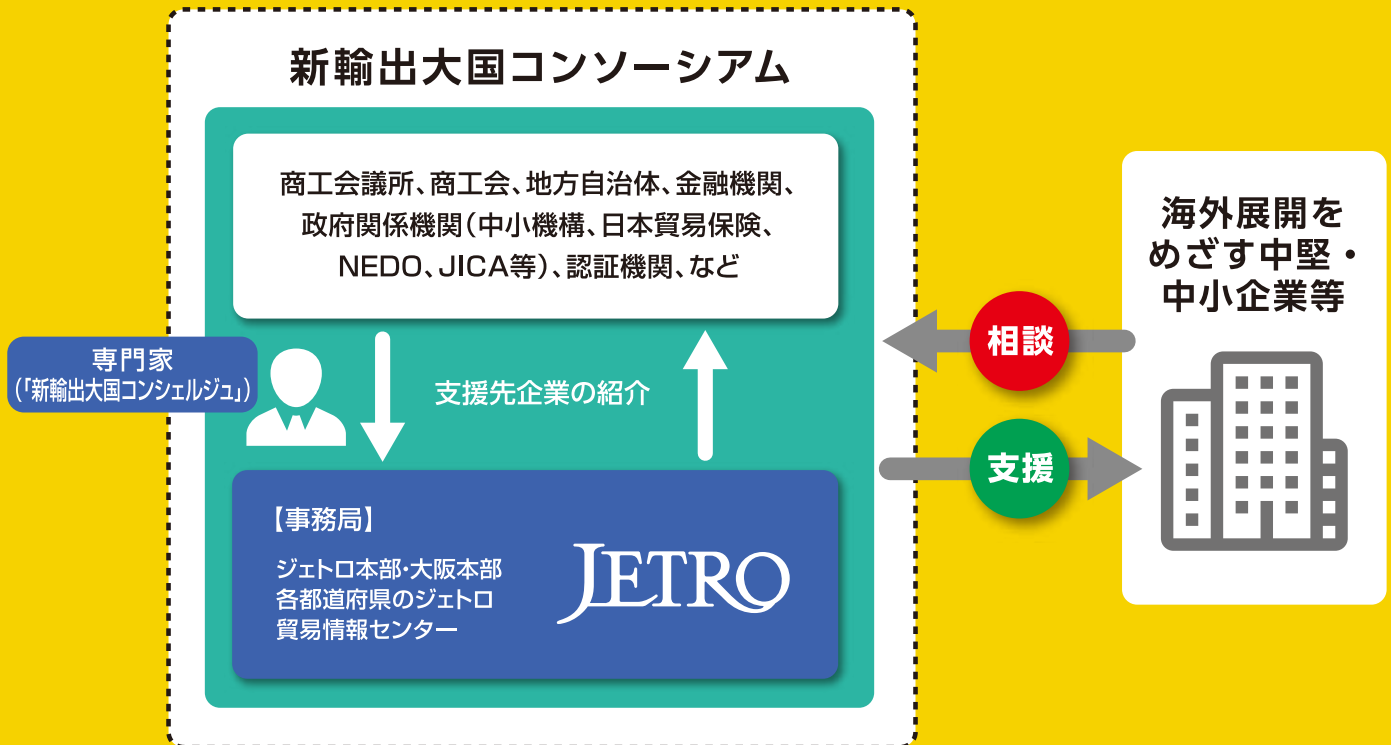 新輸出大国コンソーシアム
商工会議所、商工会、地方自治体、金融機関、
政府関係機関（中小機構、日本貿易保険、
NEDO、JICA等）、認証機関、など
専門家
（「新輸出大国コンシェルジュ」）
支援先企業の紹介
【事務局】
ジェトロ本部・大阪本部
各都道府県のジェトロ
貿易情報センター
JETRO
相談
支援
海外展開を
めざす中堅・
中小企業等